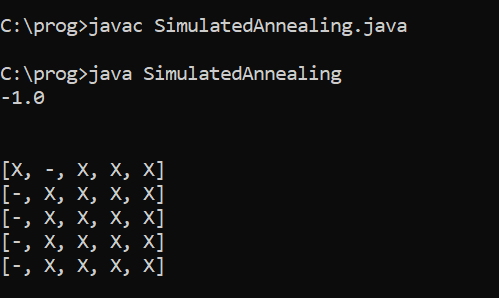 C:\prog>javac SimulatedAnnealing.java
C:\prog>java SimulatedAnnealing
-1.0
[X, -, X, X, X]
[-, X, X, X, X]
[-, X, X, X, X]
[-, X, X, X, X]
[-, X, X, X, X]